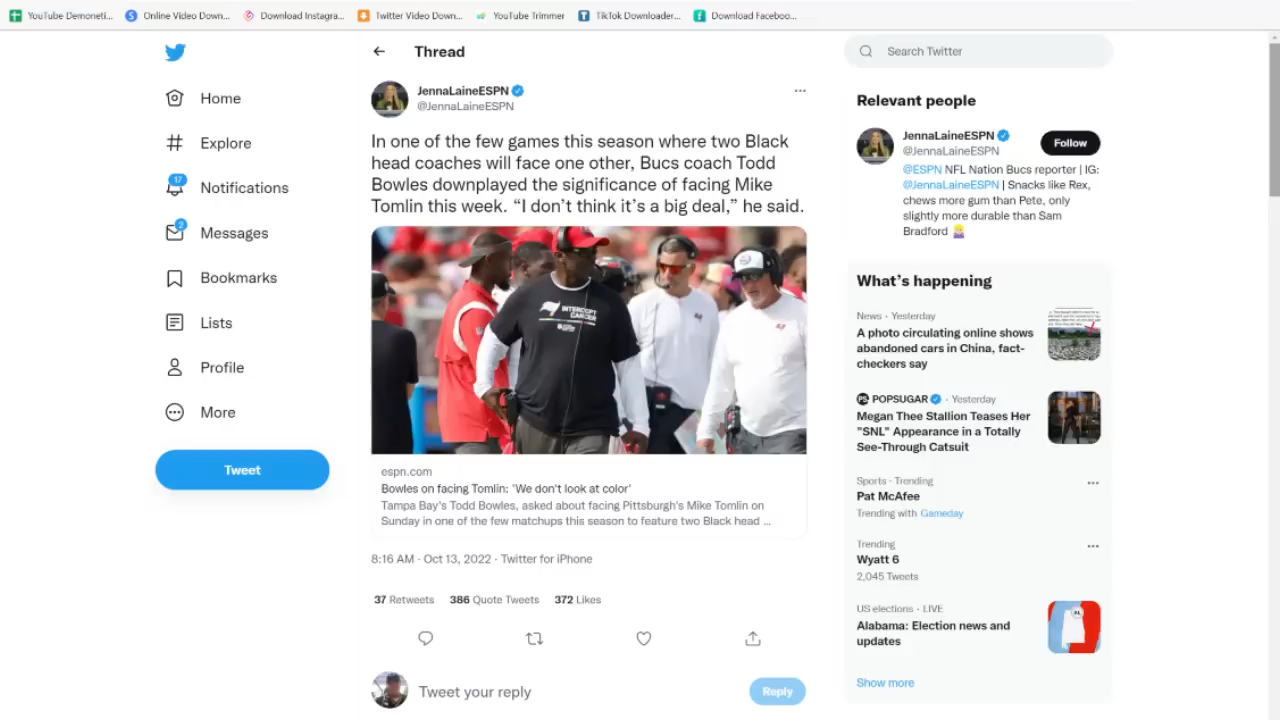 YouTube Demoneti...
Online Video Down...
Download Instagra...
Twitter Video Down...
YouTube Trimmer
TikTok Downloader...
Download Faceboo...
Home
Explore
17
Notifications
2
Messages
Bookmarks
Lists
Profile
More
Tweet
Thread
JennaLaineESPN
@JennaLaineESPN
In one of the few games this season where two Black
head coaches will face one other, Bucs coach Todd
Bowles downplayed the significance of facing Mike
Tomlin this week. “I don’t think it’s a big deal,” he said.
INTERCEPT
CANCER
espn.com
Bowles on facing Tomlin: 'We don't look at color'
Tampa Bay's Todd Bowles, asked about facing Pittsburgh's Mike Tomlin on
Sunday in one of the few matchups this season to feature two Black head ...
8:16 AM · Oct 13, 2022 · Twitter for iPhone
37 Retweets 386 Quote Tweets 372 Likes
Tweet your reply
Reply
Search Twitter
Relevant people
JennaLaineESPN
@JennaLaineESPN
Follow
@ESPN NFL Nation Bucs reporter | IG:
@JennaLaineESPN | Snacks like Rex,
chews more gum than Pete, only
slightly more durable than Sam
Bradford
What’s happening
News · Yesterday
A photo circulating online shows
abandoned cars in China, fact-
checkers say
PS POPSUGAR · Yesterday
Megan Thee Stallion Teases Her
"SNL" Appearance in a Totally
See-Through Catsuit
Sports · Trending
Pat McAfee
Trending with Gameday
Trending
Wyatt 6
2,045 Tweets
US elections · LIVE
Alabama: Election news and
updates
AL
Show more